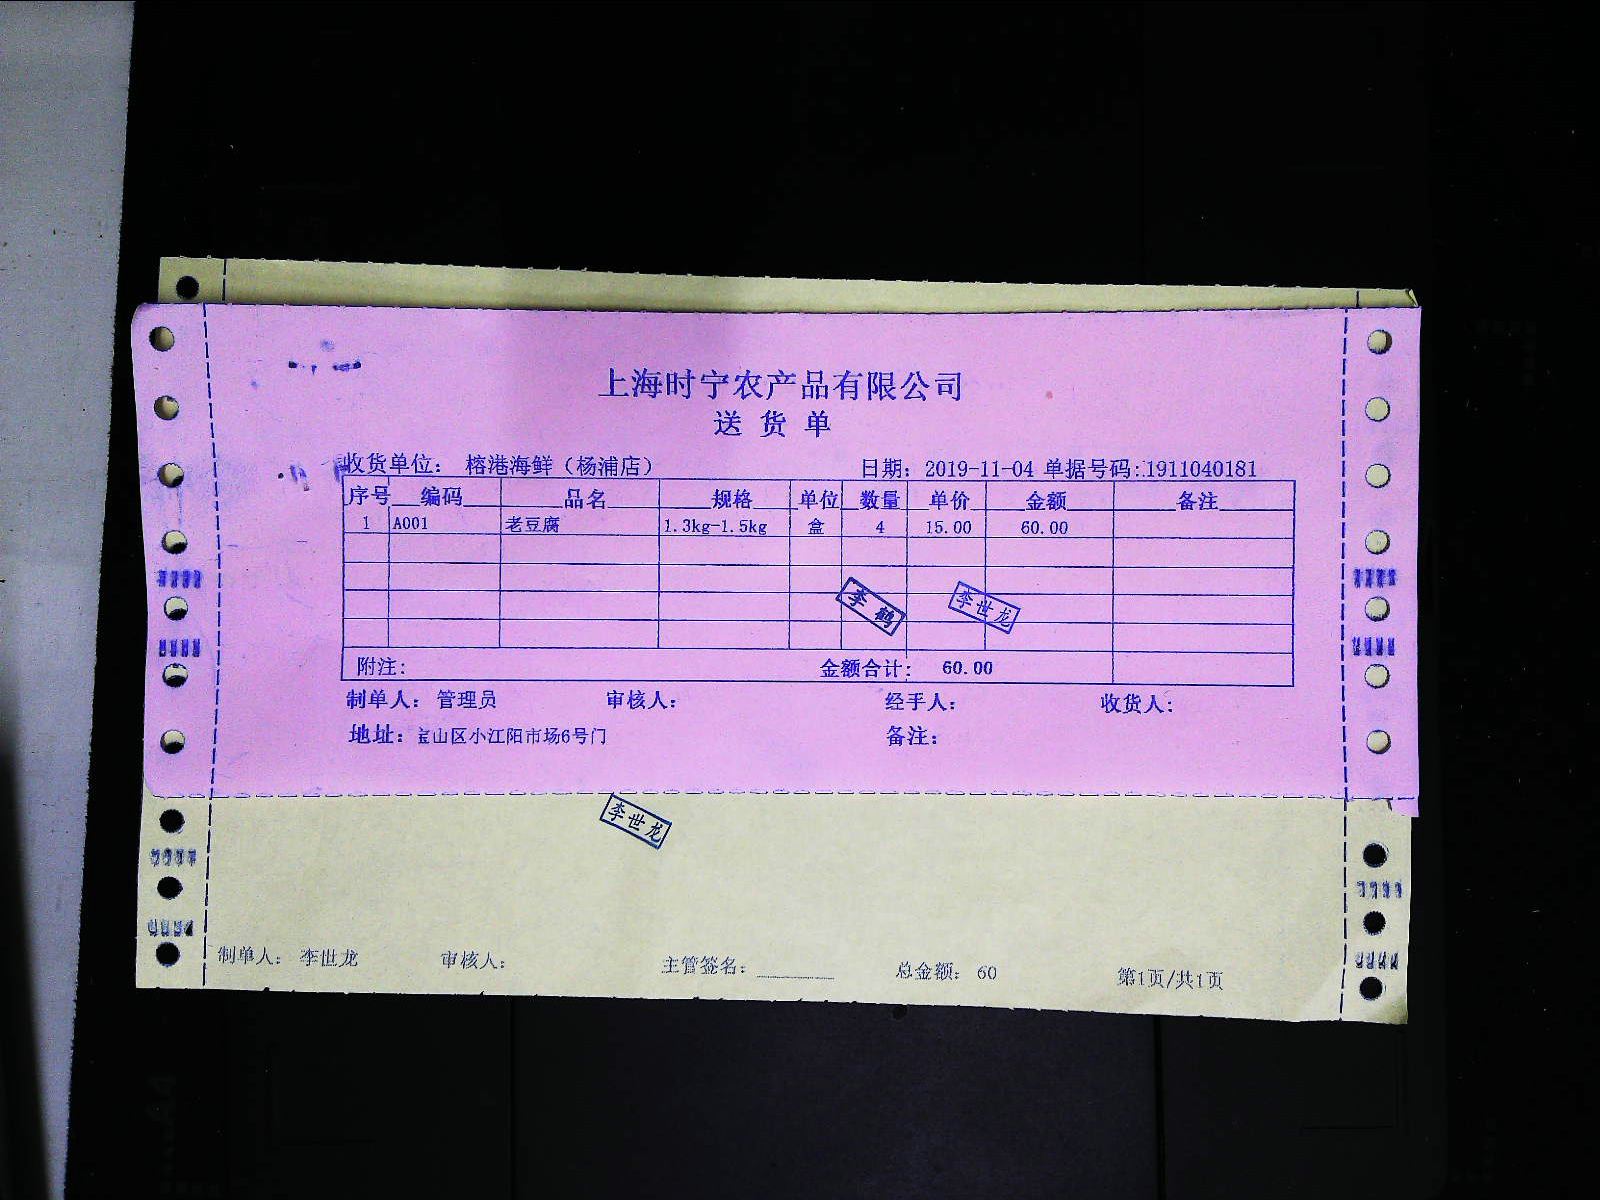 上海时宁农产品有限公司
送货单
收货单位： 榕港海鲜（杨浦店） 日期：2019-11-04 单据号码:1911040181
序号 编码 品名 规格 单位 数量 单价 金额 备注
1 A001 老豆腐 1.3kg-1.5kg 盒 4 15.00 60.00
李鹤 李世龙
附注: 金额合计: 60.00
制单人：管理员 审核人: 经手人: 收货人:
地址：宝山区小江阳市场6号门 备注:
李世龙
制单人：李世龙 审核人: 主管签名:________ 总金额：60 第1页/共1页